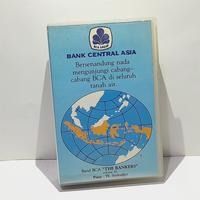 BANK CENTRAL ASIA
Bersenandung nada
mengunjungi cabang-
cabang BCA di seluruh
tanah air.
Band BCA "THE BANKERS"